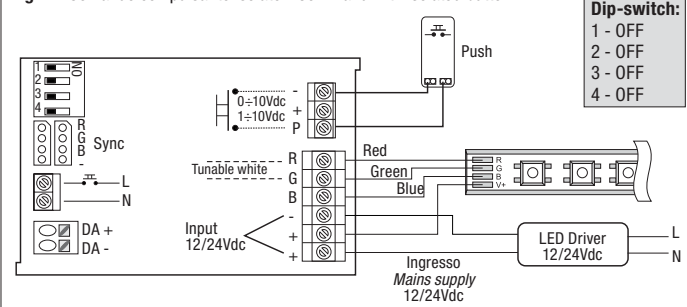 Dip-switch:
1 - OFF
2 - OFF
3 - OFF
4 - OFF
Push
1
2
3
4
ON
R
G
B
-
Sync
L
N
DA +
DA -
0÷10Vdc
1÷10Vdc
-
+
P
Tunable white
R
G
B
-
+
+
Input
12/24Vdc
Red
Green
Blue
R
G
B
V+
Ingresso
Mains supply
12/24Vdc
LED Driver
12/24Vdc
L
N